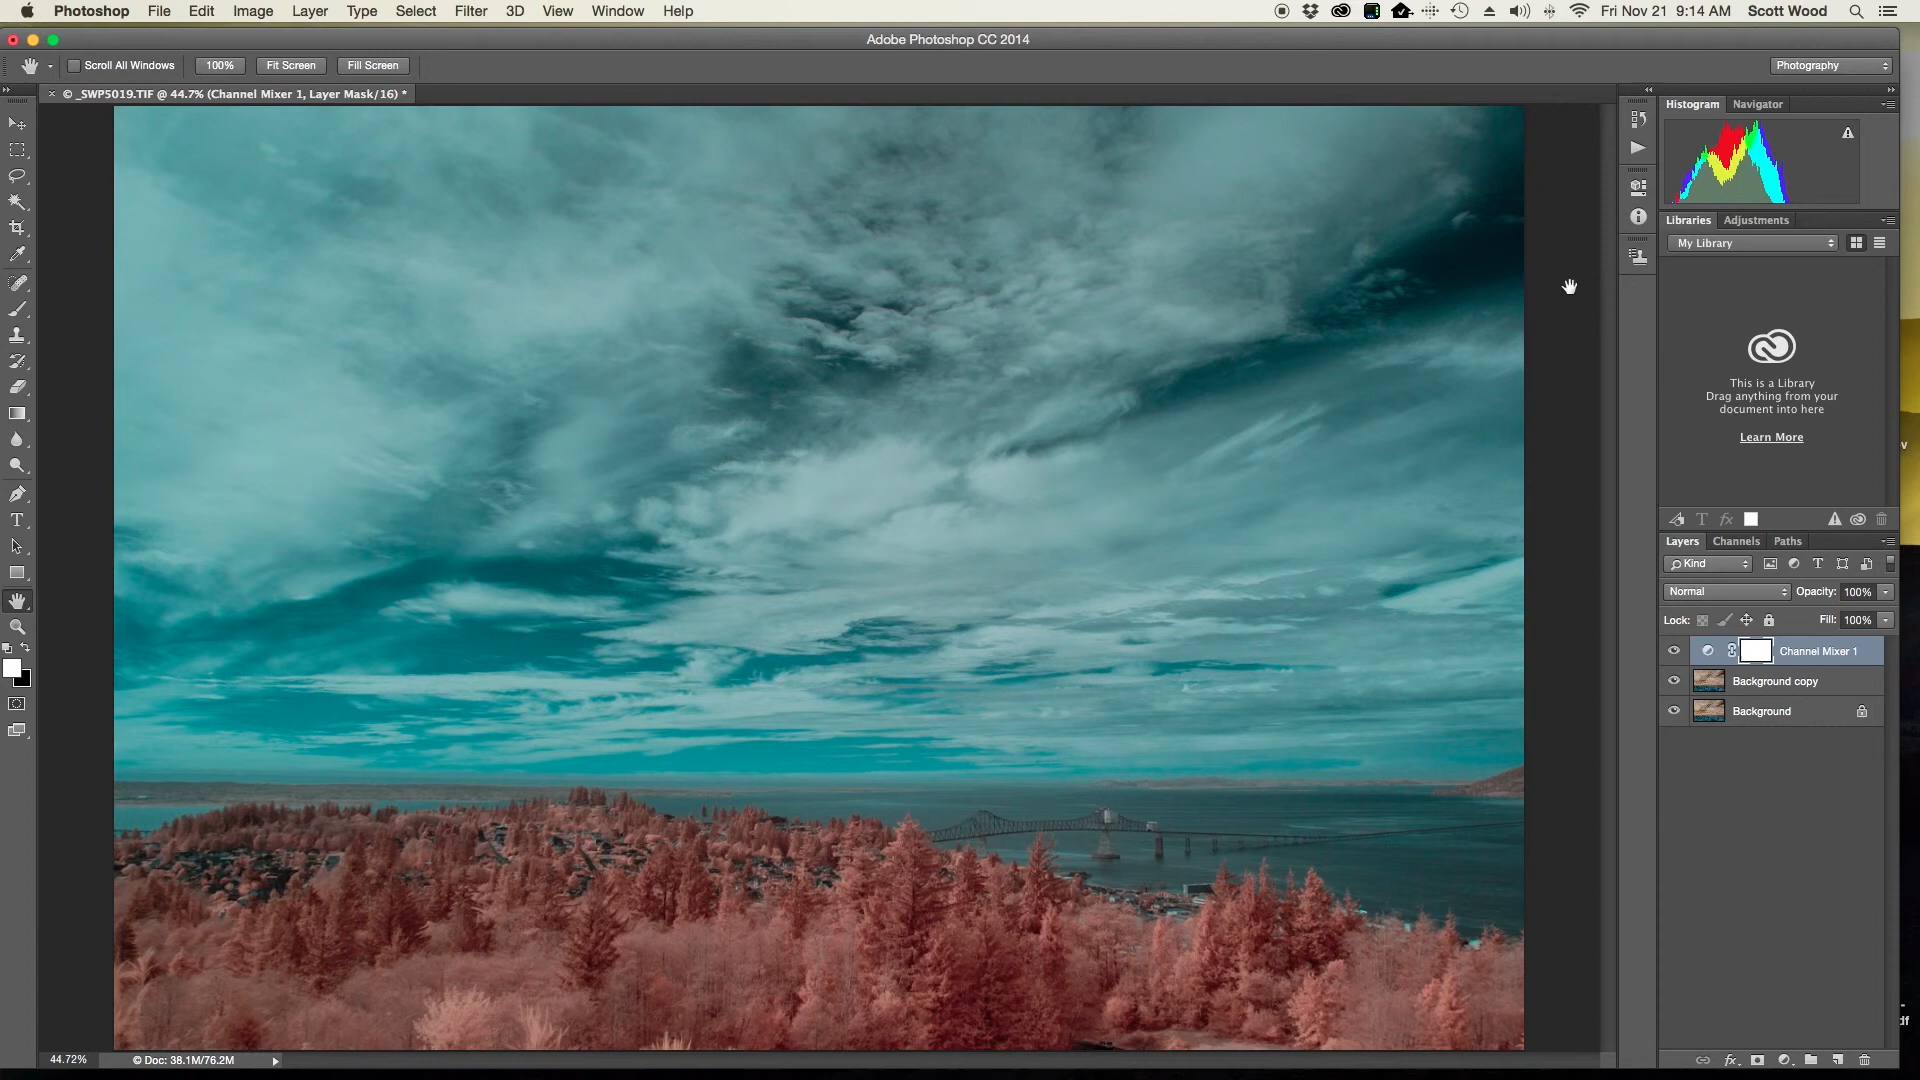 Photoshop File Edit Image Layer Type Select Filter 3D View Window Help Fri Nov 21 9:14 AM Scott Wood
Adobe Photoshop CC 2014
Scroll All Windows 100% Fit Screen Fill Screen Photography
× © _SWP5019.TIF @ 44.7% (Channel Mixer 1, Layer Mask/16) *
Histogram Navigator
Libraries Adjustments
My Library
This is a Library
Drag anything from your
document into here
Learn More
Layers Channels Paths
Kind
Normal Opacity: 100%
Lock: Fill: 100%
Channel Mixer 1
Background copy
Background
44.72% © Doc: 38.1M/76.2M